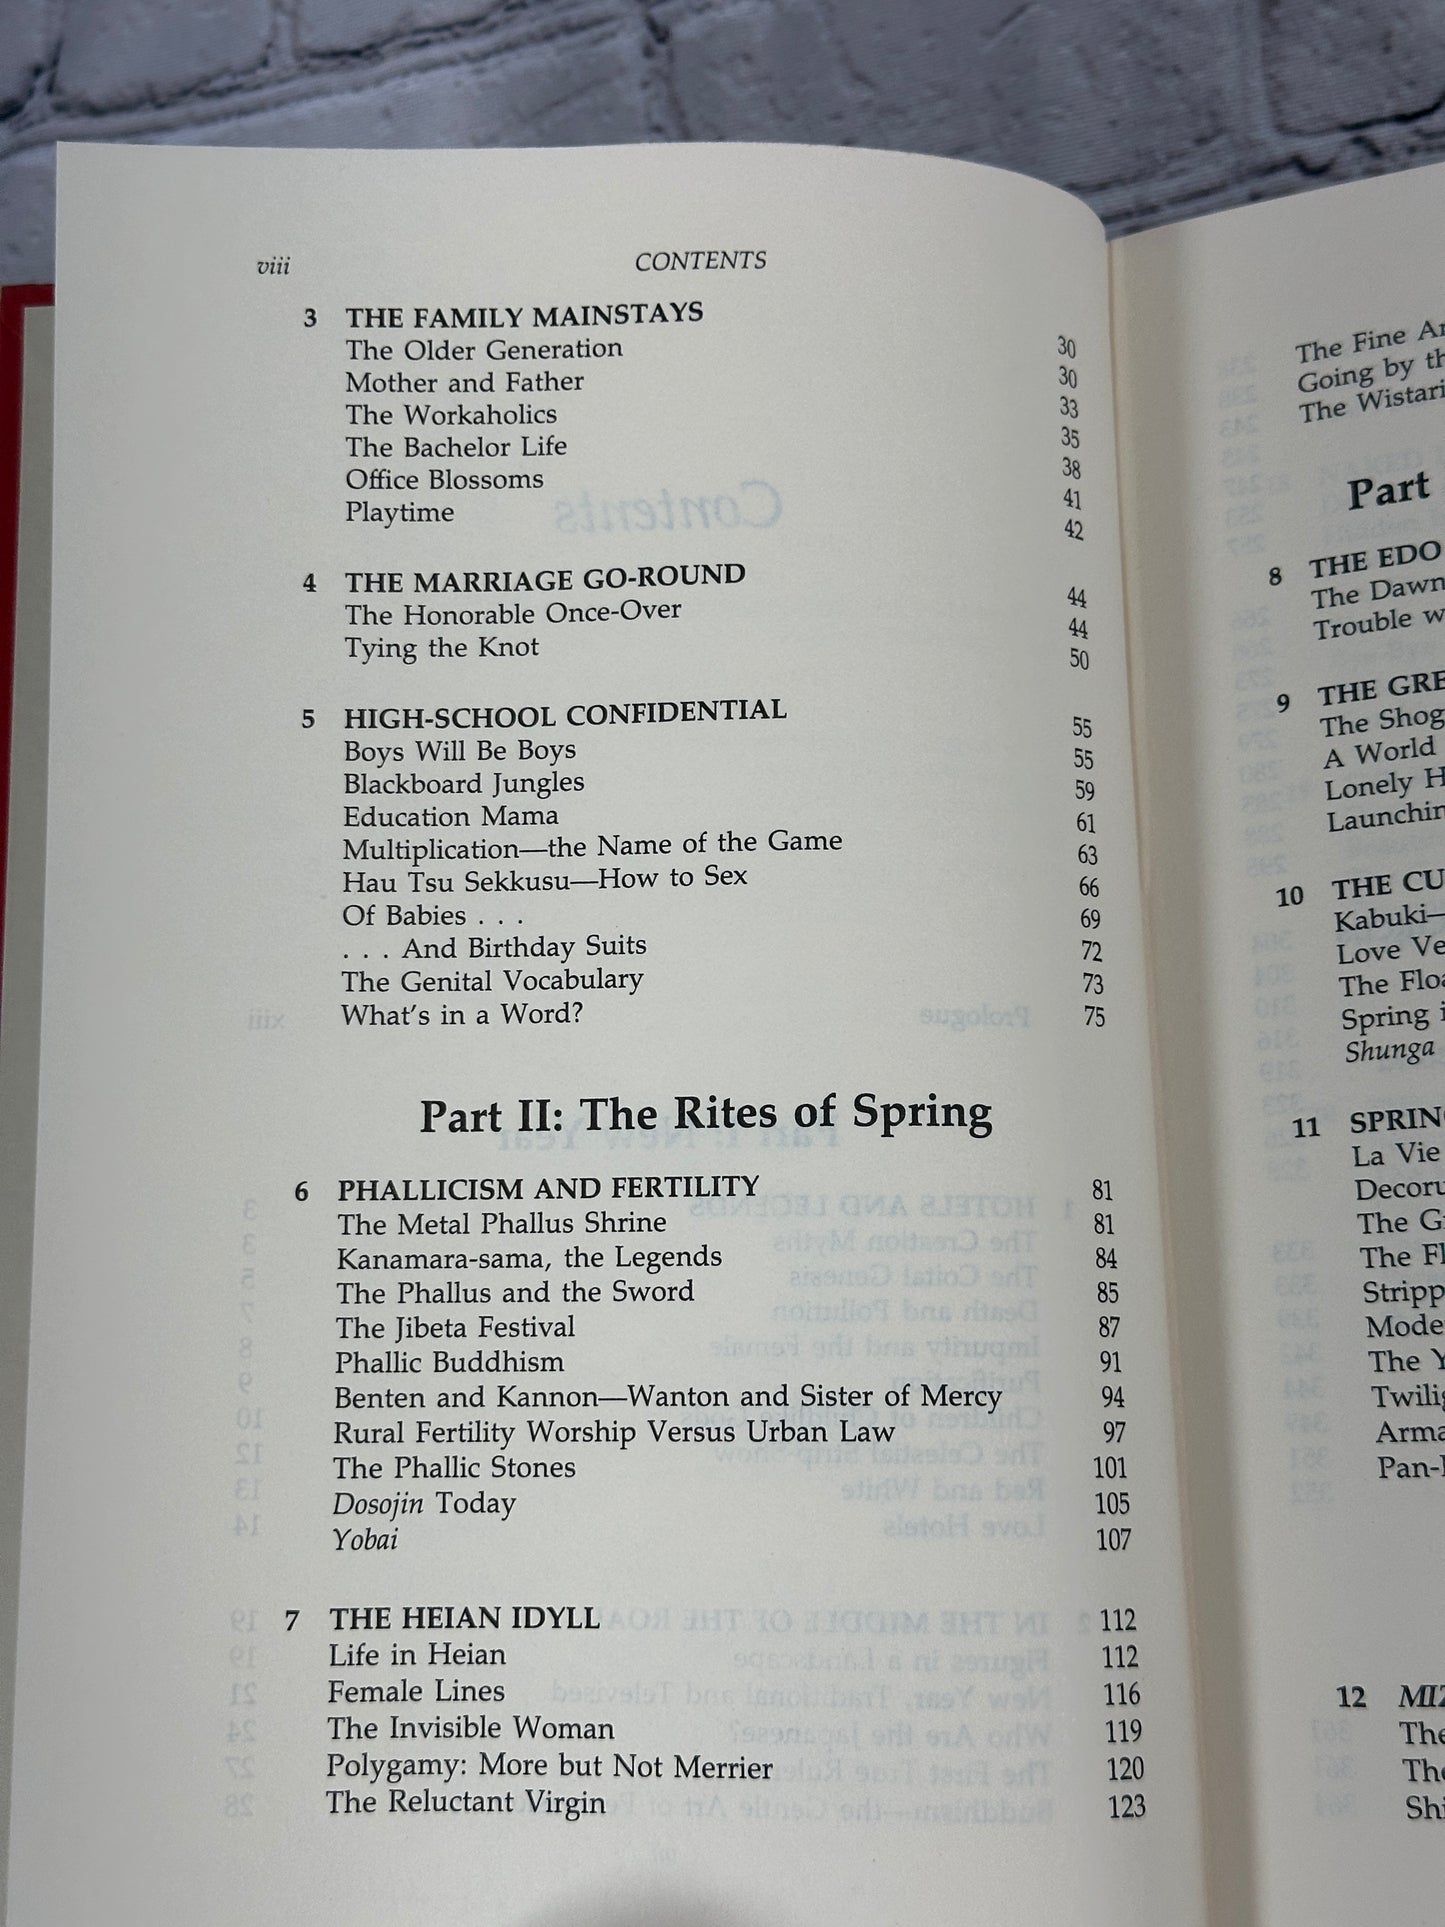 viii CONTENTS
3 THE FAMILY MAINSTAYS 30
The Older Generation 30
Mother and Father 33
The Workaholics 35
The Bachelor Life 38
Office Blossoms 41
Playtime 42
4 THE MARRIAGE GO-ROUND 44
The Honorable Once-Over 44
Tying the Knot 50
5 HIGH-SCHOOL CONFIDENTIAL 55
Boys Will Be Boys 55
Blackboard Jungles 59
Education Mama 61
Multiplication—the Name of the Game 63
Hau Tsu Sekkusu—How to Sex 66
Of Babies . . . 69
. . . And Birthday Suits 72
The Genital Vocabulary 73
What's in a Word? 75
Part II: The Rites of Spring
6 PHALLICISM AND FERTILITY 81
The Metal Phallus Shrine 81
Kanamara-sama, the Legends 84
The Phallus and the Sword 85
The Jibeta Festival 87
Phallic Buddhism 91
Benten and Kannon—Wanton and Sister of Mercy 94
Rural Fertility Worship Versus Urban Law 97
The Phallic Stones 101
Dosojin Today 105
Yobai 107
7 THE HEIAN IDYLL 112
Life in Heian 112
Female Lines 116
The Invisible Woman 119
Polygamy: More but Not Merrier 120
The Reluctant Virgin 123
The Fine
Going by
The
Part
8 THE EDO
The Dawn
Trouble
9 THE
The
A World
Lonely
10 THE
Kabuki—
Love
The
Spring
Shunga
11
La Vie
The
The
The
12
The